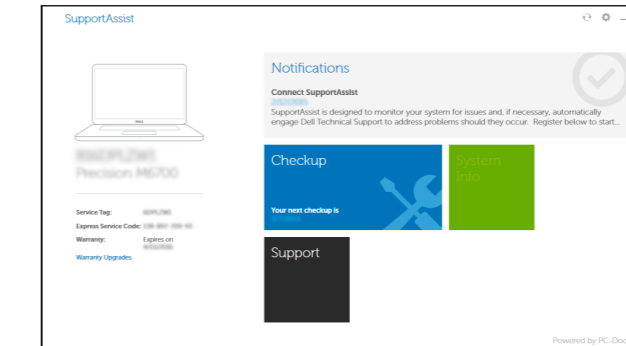 SupportAssist
Notifications
Connect SupportAssist
SupportAssist is designed to monitor your system for issues and, if necessary, automatically
engage Dell Technical Support to address problems should they occur. Register below to start...
Precision M6700
Checkup
System
Info
Your next checkup is
Service Tag:
Express Service Code:
Warranty: Expires on
Warranty Upgrades
Support
Powered by PC-Doc